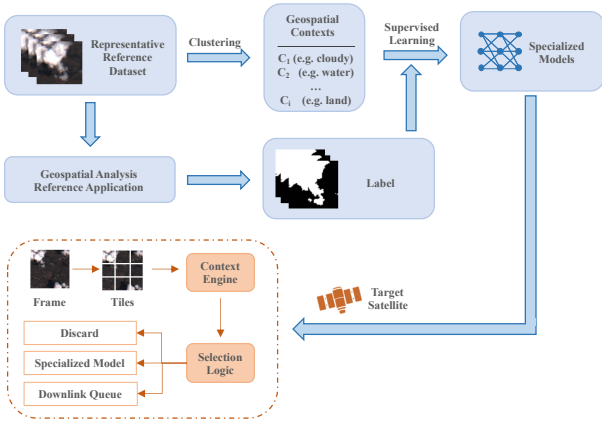 Representative
Reference
Dataset
Clustering
Geospatial
Contexts
C1 (e.g. cloudy)
C2 (e.g. water)
…
Ci (e.g. land)
Supervised
Learning
Specialized
Models
Geospatial Analysis
Reference Application
Label
Frame
Tiles
Context
Engine
Target
Satellite
Discard
Specialized Model
Downlink Queue
Selection
Logic